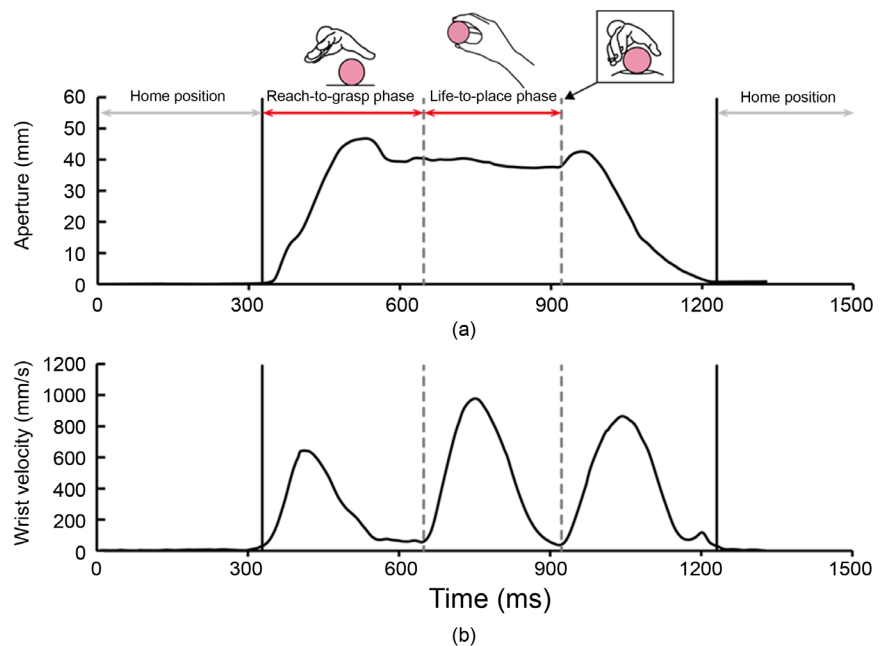 Home position
Reach-to-grasp phase
Life-to-place phase
Home position
Aperture (mm)
60
50
40
30
20
10
0
0
300
600
900
1200
1500
(a)
Wrist velocity (mm/s)
1200
1000
800
600
400
200
0
0
300
600
900
1200
1500
Time (ms)
(b)